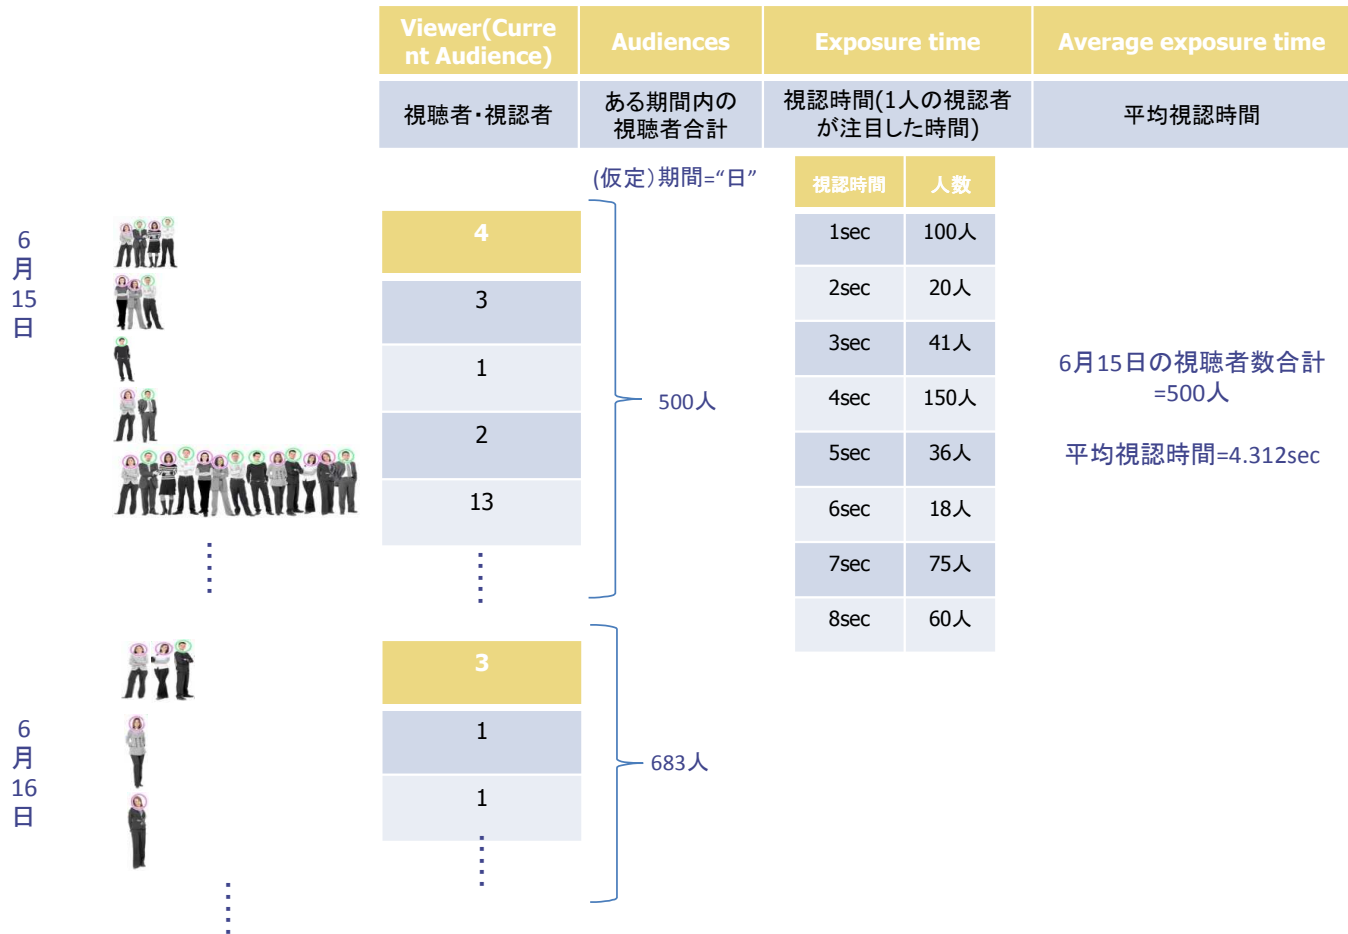 Viewer(Curre
nt Audience)
Audiences
Exposure time
Average exposure time
視聴者・視認者
ある期間内の
視聴者合計
視認時間(1人の視認者
が注目した時間)
平均視認時間
(仮定)期間=“日”
視認時間
人数
6
月
15
日
4
3
1
2
13
500人
1sec
100人
2sec
20人
3sec
41人
4sec
150人
5sec
36人
6sec
18人
7sec
75人
8sec
60人
6月15日の視聴者数合計
=500人
平均視認時間=4.312sec
6
月
16
日
3
1
1
683人